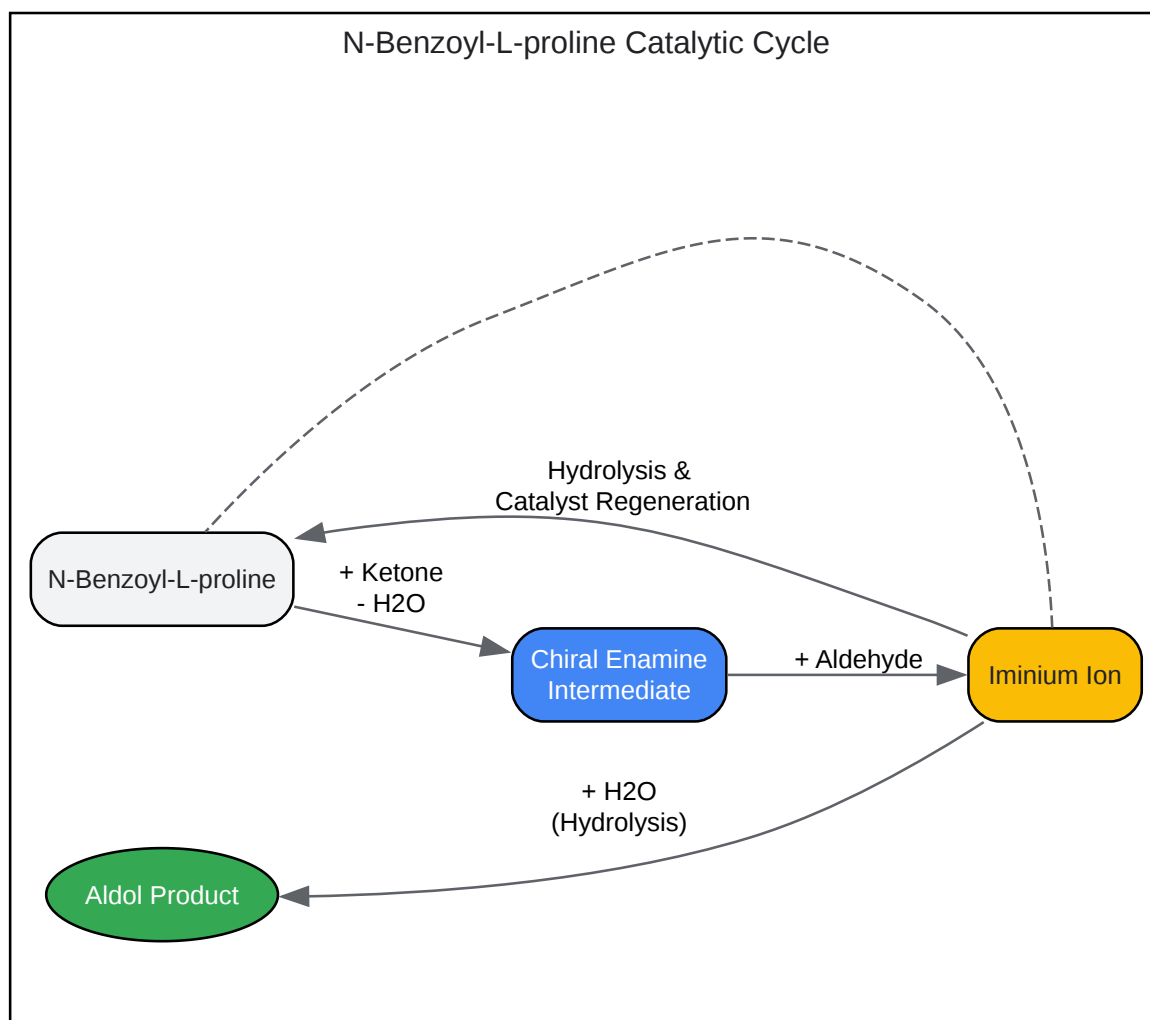 N-Benzoyl-L-proline Catalytic Cycle
Hydrolysis &
Catalyst Regeneration
N-Benzoyl-L-proline
+ Ketone
- H2O
Chiral Enamine
Intermediate
+ Aldehyde
Iminium Ion
+ H2O
(Hydrolysis)
Aldol Product